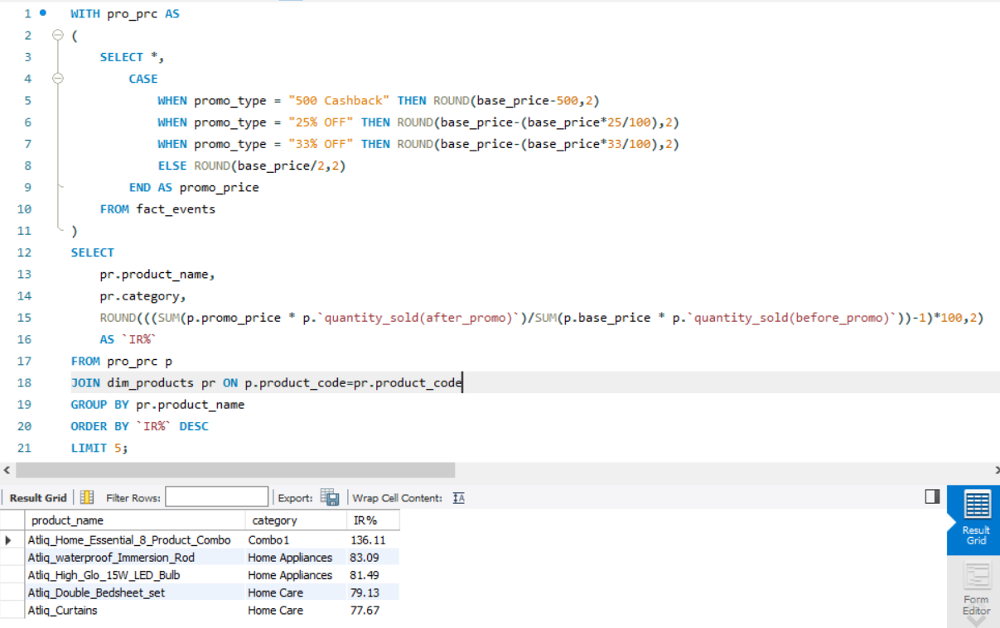 1 WITH pro_prc AS
2 (
3 SELECT *,
4 CASE
5 WHEN promo_type = "500 Cashback" THEN ROUND(base_price-500,2)
6 WHEN promo_type = "25% OFF" THEN ROUND(base_price-(base_price*25/100),2)
7 WHEN promo_type = "33% OFF" THEN ROUND(base_price-(base_price*33/100),2)
8 ELSE ROUND(base_price/2,2)
9 END AS promo_price
10 FROM fact_events
11 )
12 SELECT
13 pr.product_name,
14 pr.category,
15 ROUND(((SUM(p.promo_price * p.`quantity_sold(after_promo)`)/SUM(p.base_price * p.`quantity_sold(before_promo)`))-1)*100,2)
16 AS `IR%`
17 FROM pro_prc p
18 JOIN dim_products pr ON p.product_code=pr.product_code
19 GROUP BY pr.product_name
20 ORDER BY `IR%` DESC
21 LIMIT 5;
Result Grid Filter Rows: Export: Wrap Cell Content: IA
product_name category IR%
Atliq_Home_Essential_8_Product_Combo Combo1 136.11
Atliq_waterproof_Immersion_Rod Home Appliances 83.09
Atliq_High_Glo_15W_LED_Bulb Home Appliances 81.49
Atliq_Double_Bedsheet_set Home Care 79.13
Atliq_Curtains Home Care 77.67
Result
Grid
Form
Editor